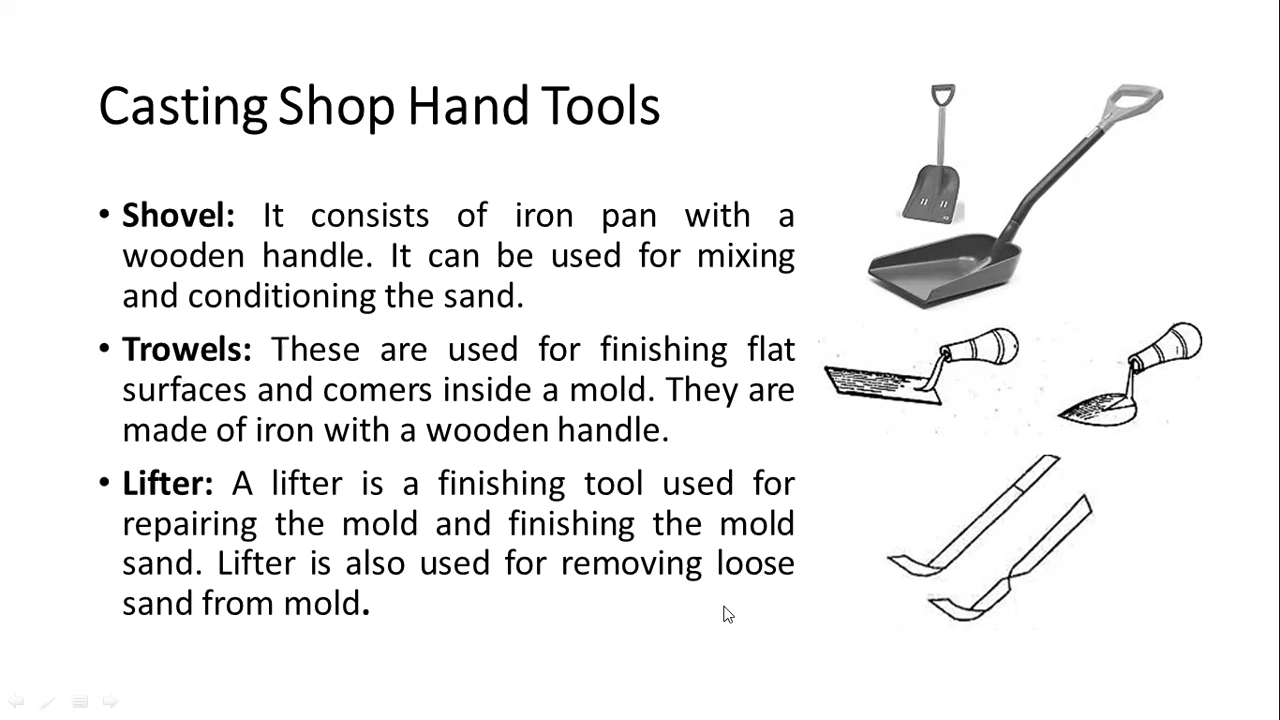 Casting Shop Hand Tools
• Shovel: It consists of iron pan with a
wooden handle. It can be used for mixing
and conditioning the sand.
• Trowels: These are used for finishing flat
surfaces and comers inside a mold. They are
made of iron with a wooden handle.
• Lifter: A lifter is a finishing tool used for
repairing the mold and finishing the mold
sand. Lifter is also used for removing loose
sand from mold.